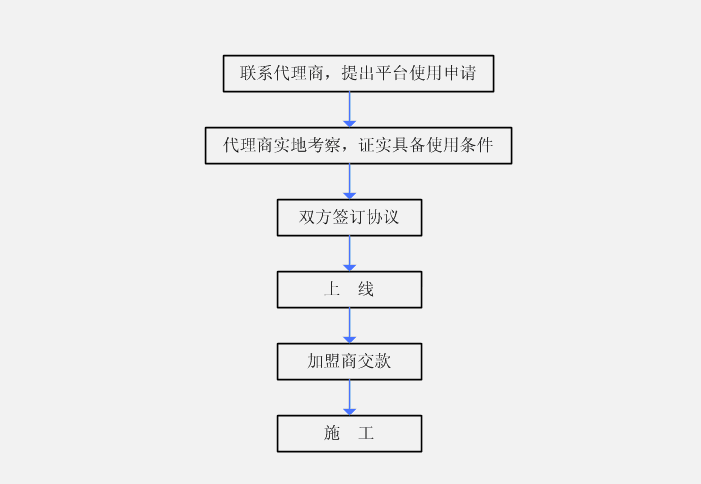 联系代理商，提出平台使用申请
代理商实地考察，证实具备使用条件
双方签订协议
上 线
加盟商交款
施 工